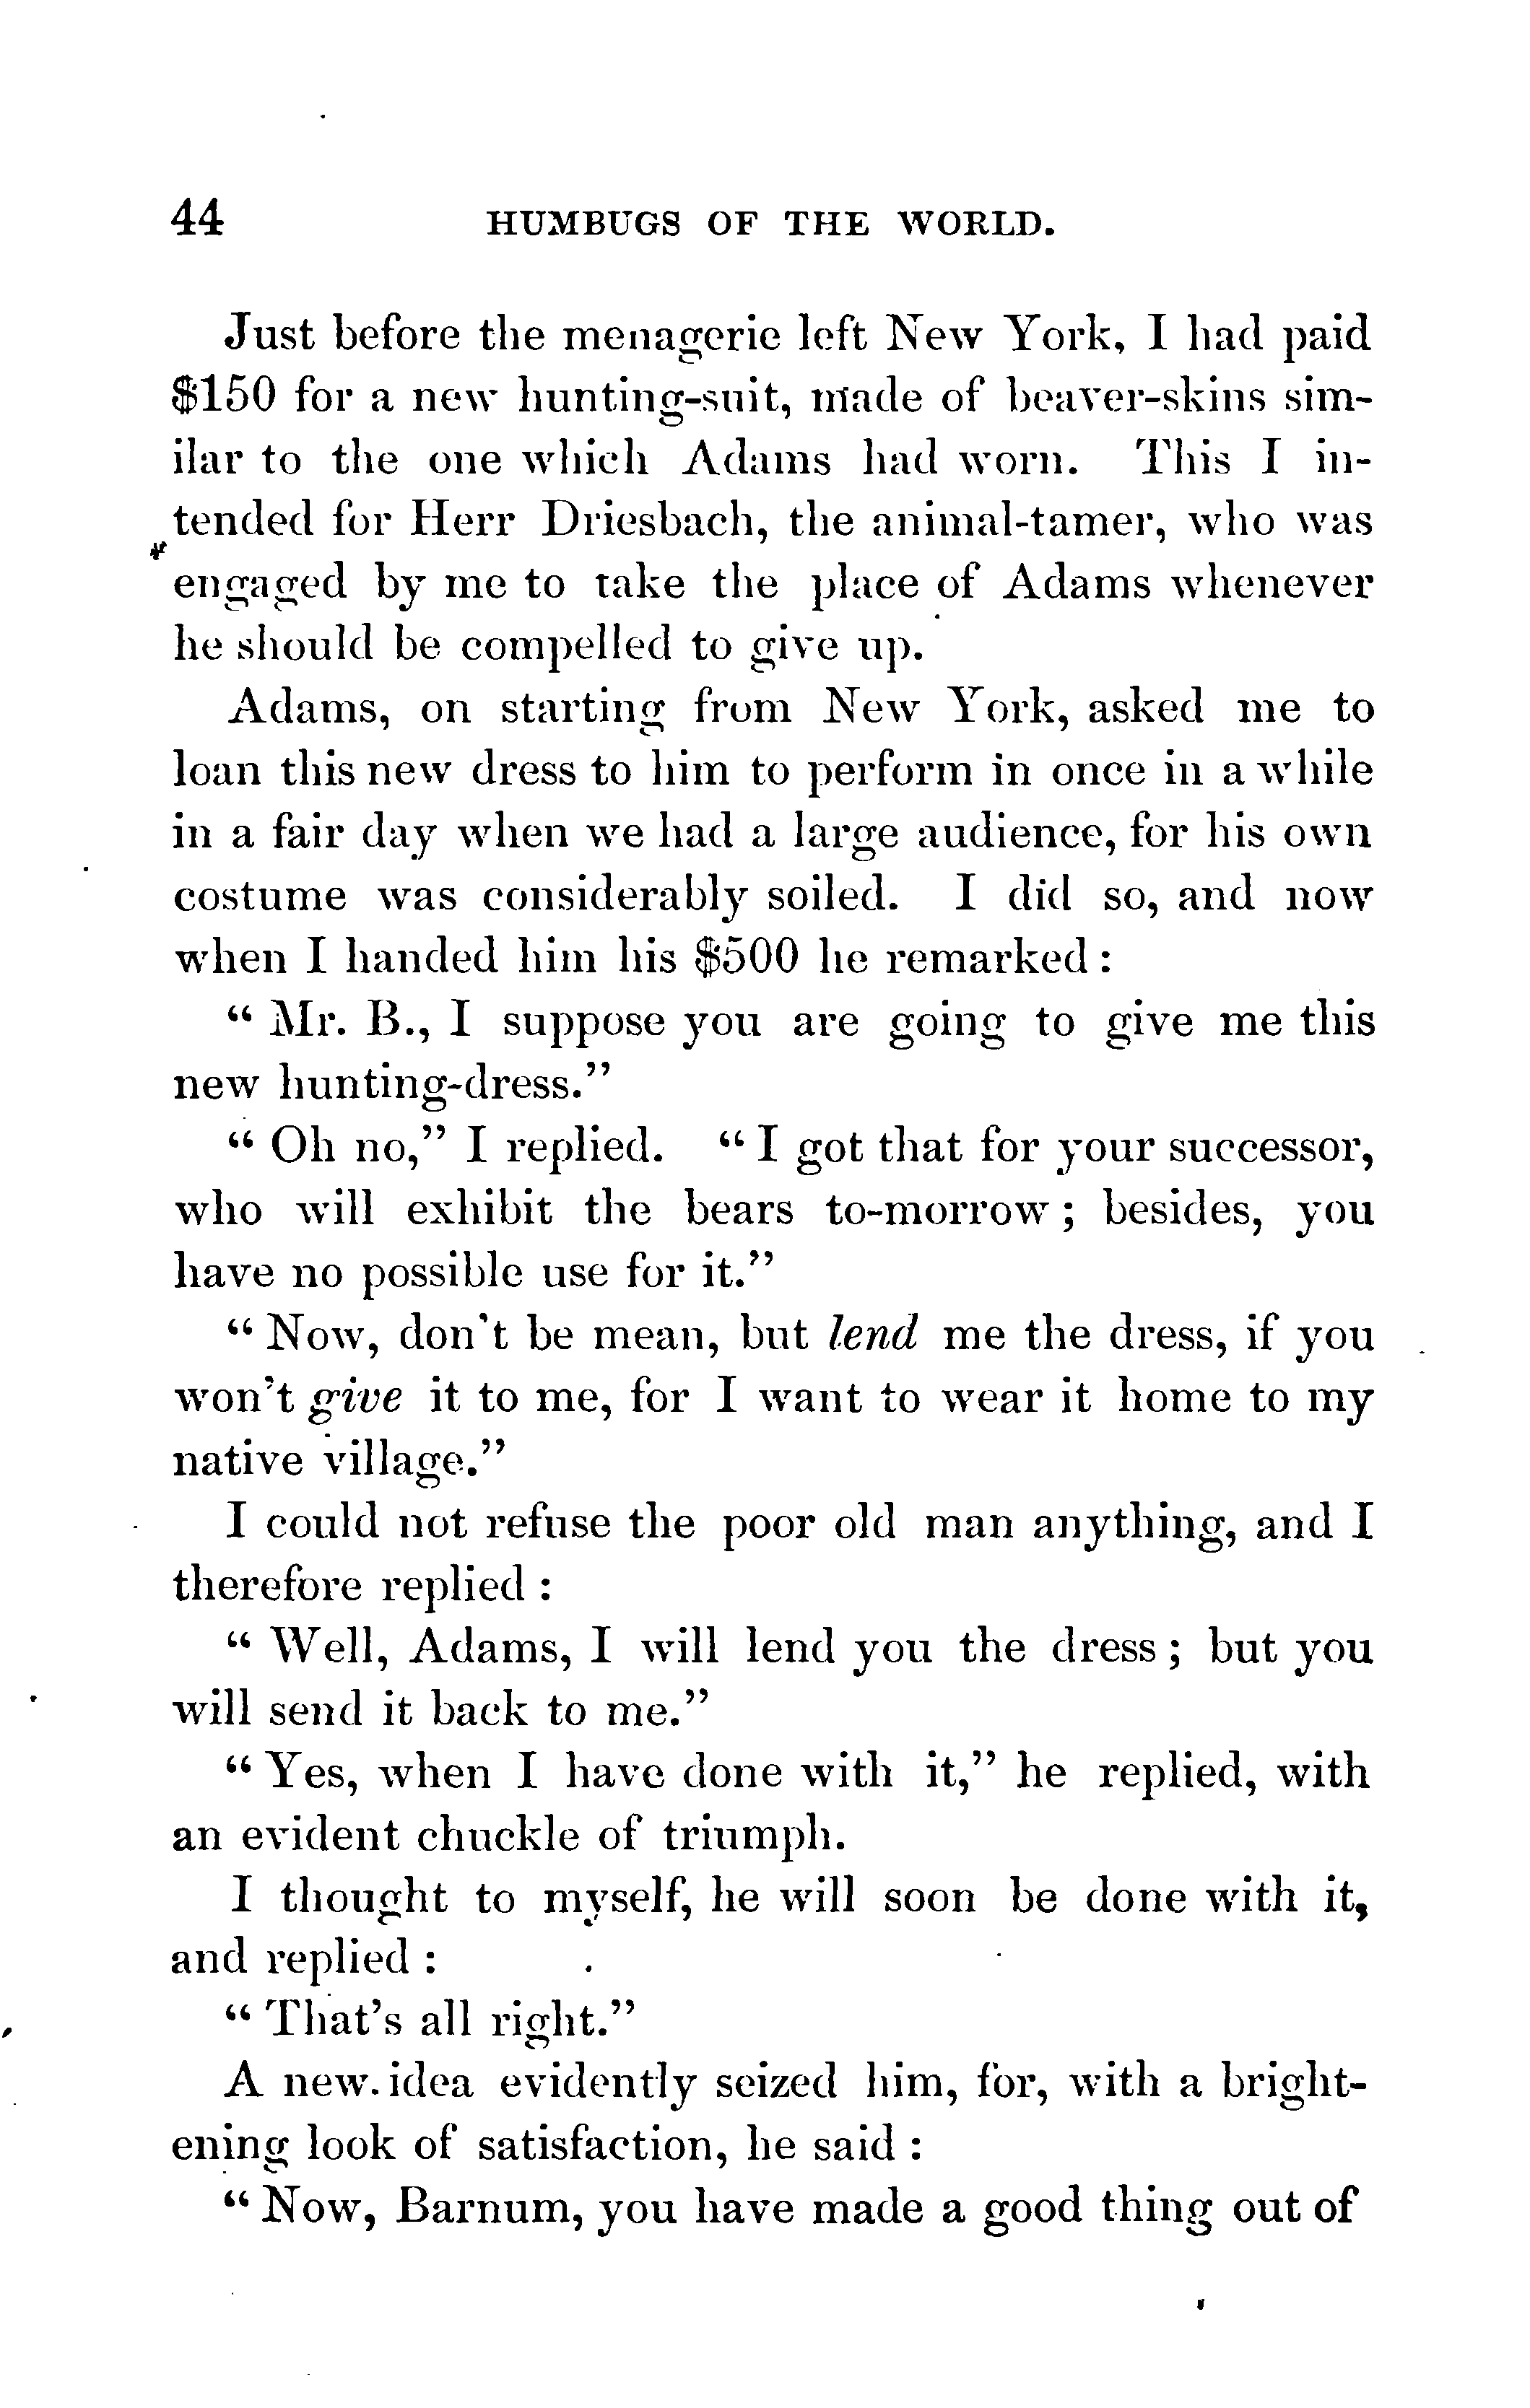 44 HUMBUGS OF THE WORLD.
Just before the menagerie left New York, I had paid
$150 for a new hunting-suit, made of beaver-skins sim-
ilar to the one which Adams had worn. This I in-
tended for Herr Driesbach, the animal-tamer, who was
engaged by me to take the place of Adams whenever
he should be compelled to give up.
Adams, on starting from New York, asked me to
loan this new dress to him to perform in once in a while
in a fair day when we had a large audience, for his own
costume was considerably soiled. I did so, and now
when I handed him his $500 he remarked:
“Mr. B., I suppose you are going to give me this
new hunting-dress.”
“Oh no,” I replied. “I got that for your successor,
who will exhibit the bears to-morrow; besides, you
have no possible use for it.”
“Now, don't be mean, but lend me the dress, if you
won't give it to me, for I want to wear it home to my
native village.”
I could not refuse the poor old man anything, and I
therefore replied:
“Well, Adams, I will lend you the dress; but you
will send it back to me.”
“Yes, when I have done with it,” he replied, with
an evident chuckle of triumph.
I thought to myself, he will soon be done with it,
and replied:
“That's all right.”
A new idea evidently seized him, for, with a bright-
ening look of satisfaction, he said:
“Now, Barnum, you have made a good thing out of